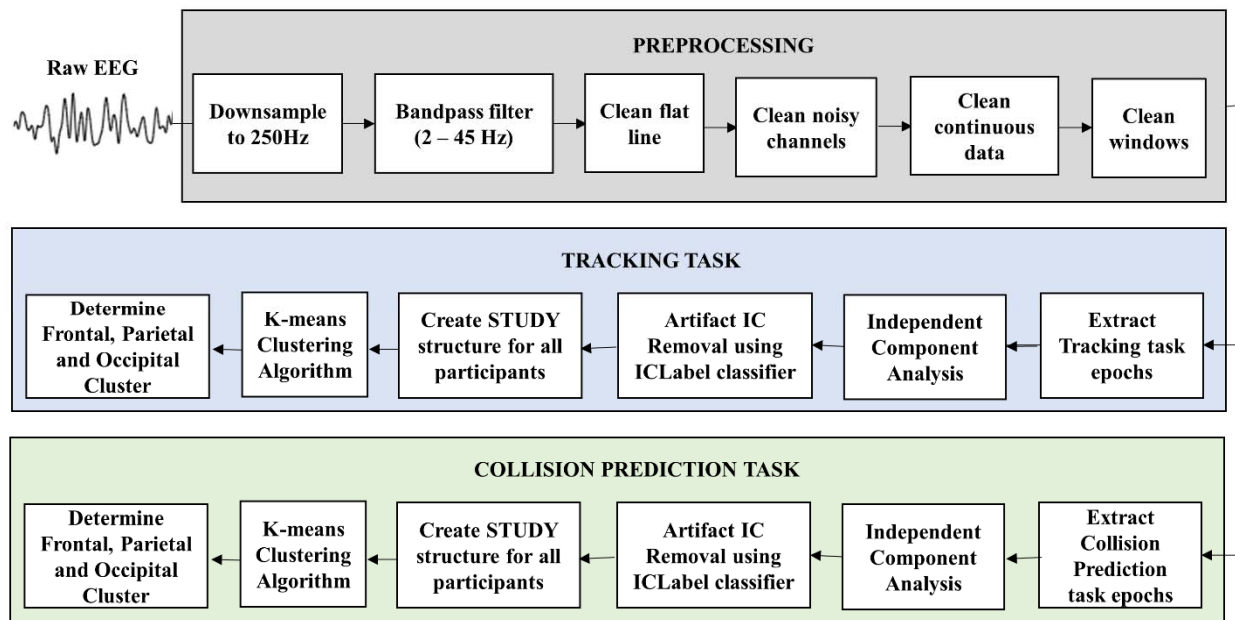 PREPROCESSING
Raw EEG
Downsample
to 250Hz
Bandpass filter
(2 – 45 Hz)
Clean flat
line
Clean noisy
channels
Clean
continuous
data
Clean
windows
TRACKING TASK
Determine
Frontal, Parietal
and Occipital
Cluster
K-means
Clustering
Algorithm
Create STUDY
structure for all
participants
Artifact IC
Removal using
ICLabel classifier
Independent
Component
Analysis
Extract
Tracking task
epochs
COLLISION PREDICTION TASK
Determine
Frontal, Parietal
and Occipital
Cluster
K-means
Clustering
Algorithm
Create STUDY
structure for all
participants
Artifact IC
Removal using
ICLabel classifier
Independent
Component
Analysis
Extract
Collision
Prediction
task epochs